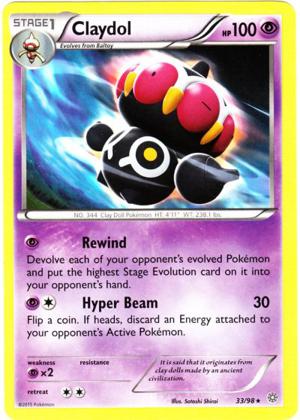 STAGE1
Claydol
HP100
Evolves from Baltoy
NO. 344 Clay Doll Pokémon HT: 4'11" WT: 238.1 lbs.
Rewind
Devolve each of your opponent's evolved Pokémon
and put the highest Stage Evolution card on it into
your opponent's hand.
Hyper Beam 30
Flip a coin. If heads, discard an Energy attached to
your opponent's Active Pokémon.
weakness resistance
×2
retreat
It is said that it originates
from clay dolls made by an ancient
civilization.
Illus. Satoshi Shirai
33/98★
©2015 Pokémon